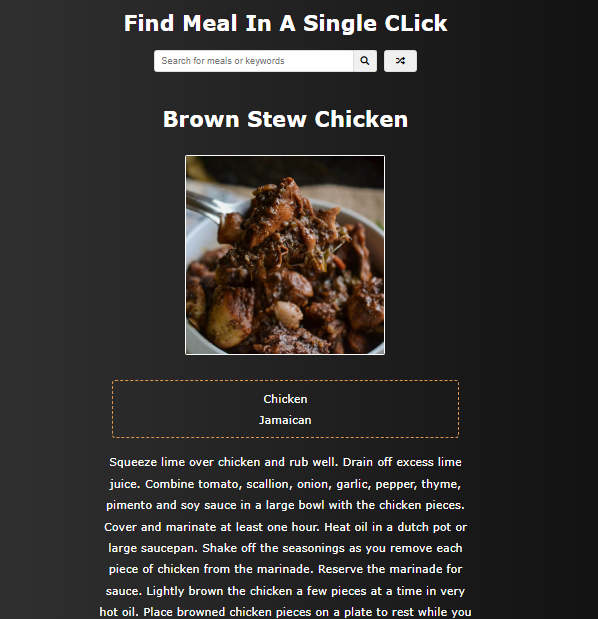 Find Meal In A Single CLick
Search for meals or keywords
Brown Stew Chicken
Chicken
Jamaican
Squeeze lime over chicken and rub well. Drain off excess lime
juice. Combine tomato, scallion, onion, garlic, pepper, thyme,
pimento and soy sauce in a large bowl with the chicken pieces.
Cover and marinate at least one hour. Heat oil in a dutch pot or
large saucepan. Shake off the seasonings as you remove each
piece of chicken from the marinade. Reserve the marinade for
sauce. Lightly brown the chicken a few pieces at a time in very
hot oil. Place browned chicken pieces on a plate to rest while you